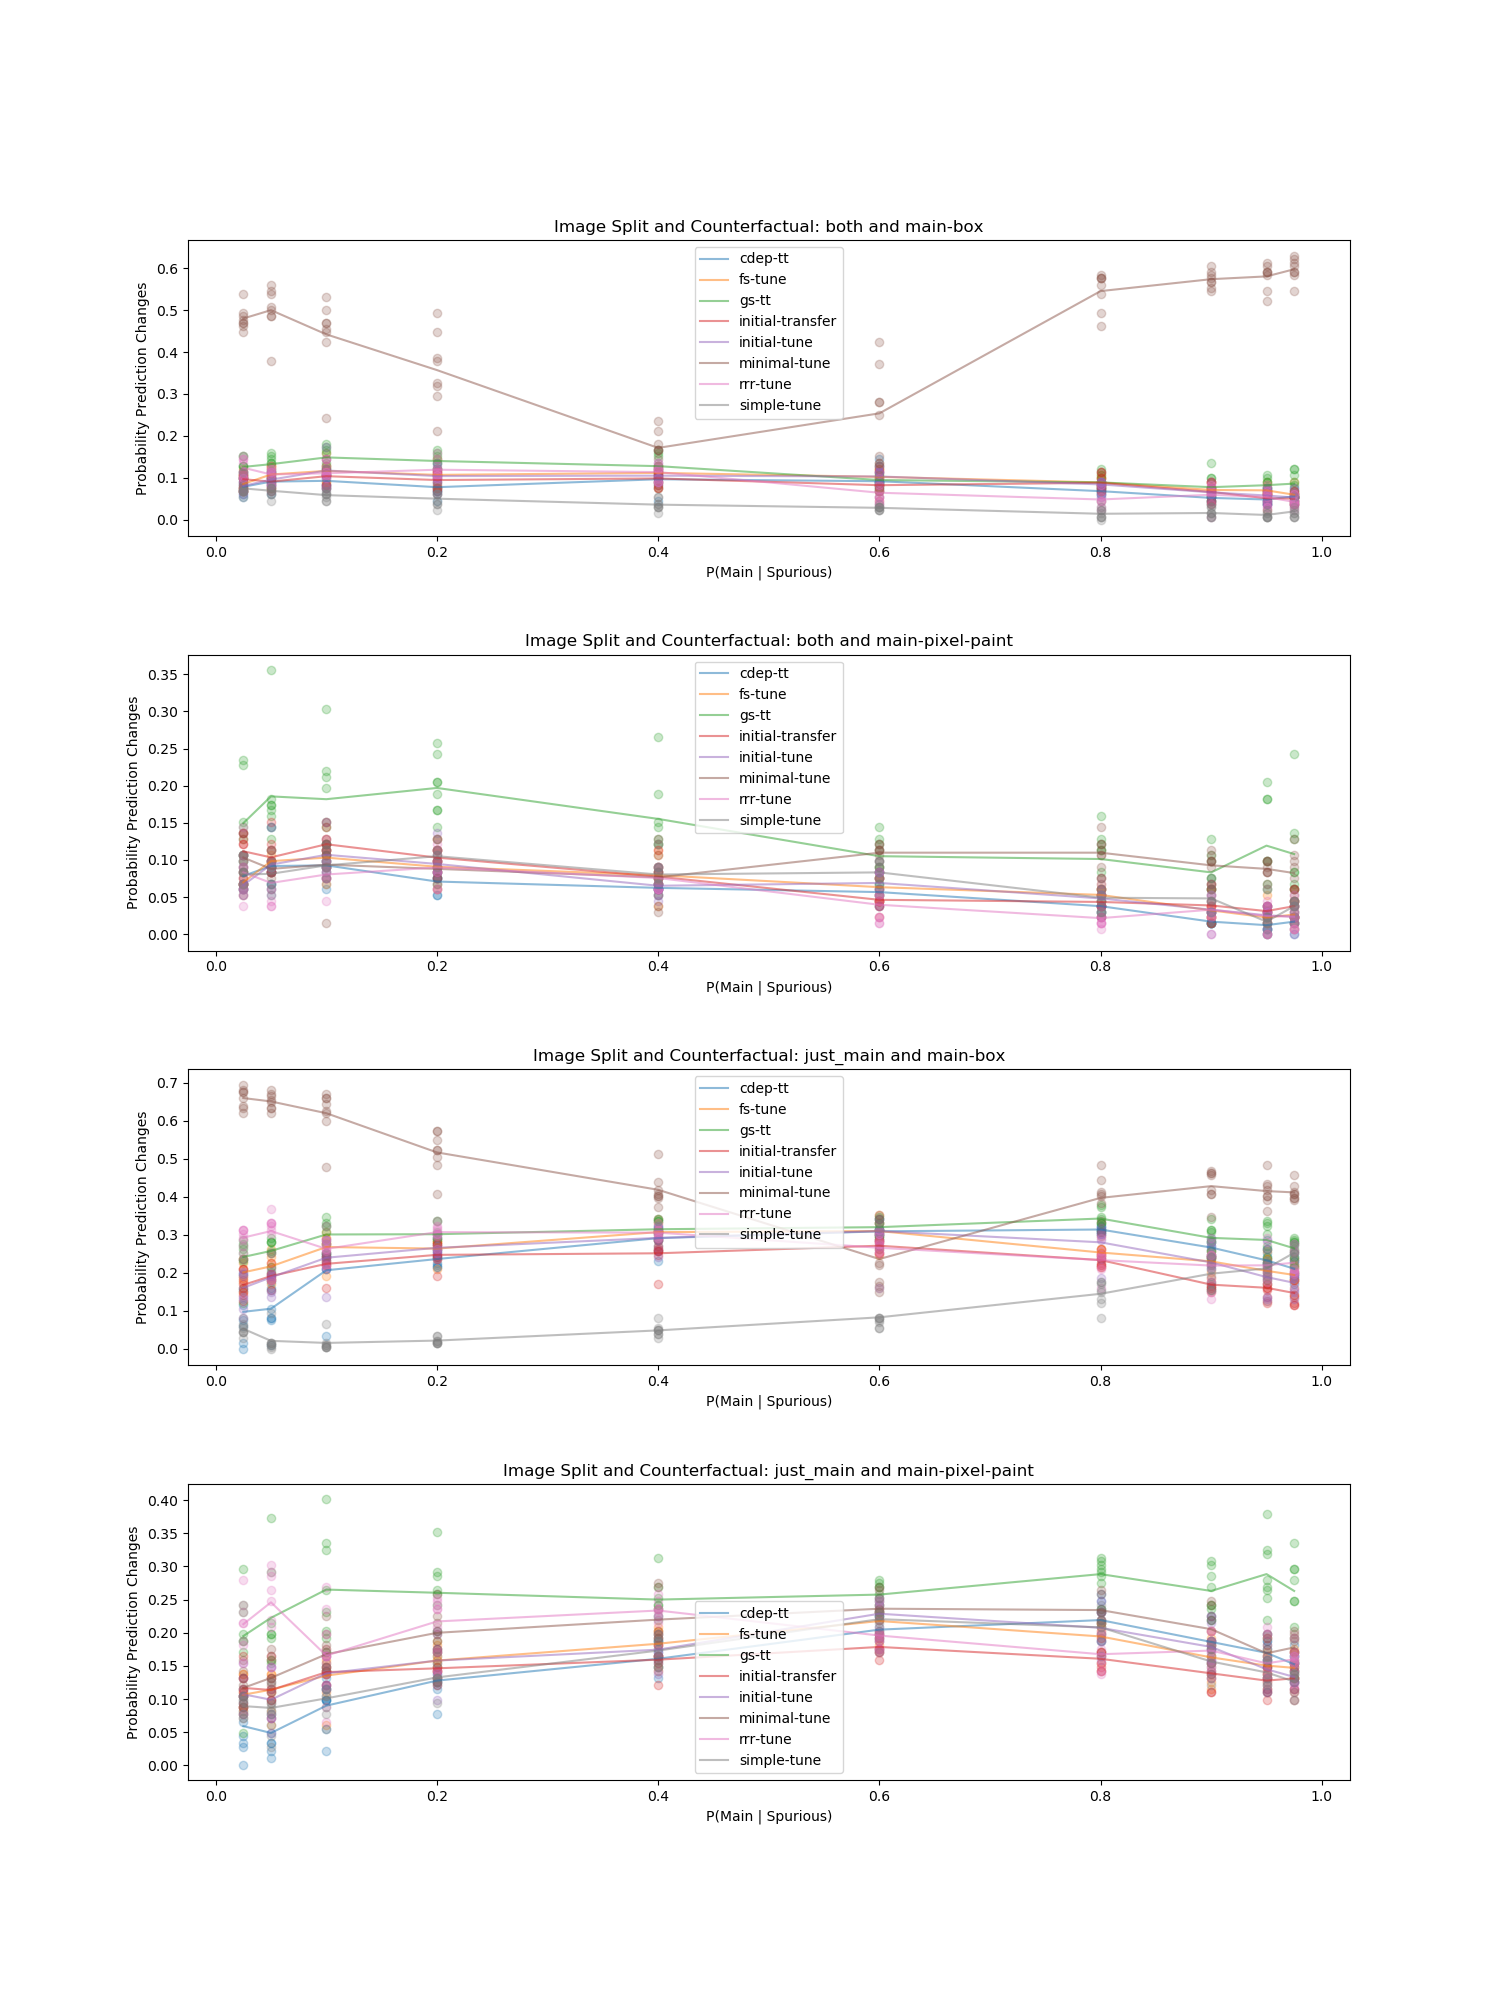 Image Split and Counterfactual: both and main-box
Probability Prediction Changes
0.6
0.5
0.4
0.3
0.2
0.1
0.0
cdep-tt
fs-tune
gs-tt
initial-transfer
initial-tune
minimal-tune
rrr-tune
simple-tune
0.0 0.2 0.4 0.6 0.8 1.0
P(Main | Spurious)
Image Split and Counterfactual: both and main-pixel-paint
Probability Prediction Changes
0.35
0.30
0.25
0.20
0.15
0.10
0.05
0.00
cdep-tt
fs-tune
gs-tt
initial-transfer
initial-tune
minimal-tune
rrr-tune
simple-tune
0.0 0.2 0.4 0.6 0.8 1.0
P(Main | Spurious)
Image Split and Counterfactual: just_main and main-box
Probability Prediction Changes
0.7
0.6
0.5
0.4
0.3
0.2
0.1
0.0
cdep-tt
fs-tune
gs-tt
initial-transfer
initial-tune
minimal-tune
rrr-tune
simple-tune
0.0 0.2 0.4 0.6 0.8 1.0
P(Main | Spurious)
Image Split and Counterfactual: just_main and main-pixel-paint
Probability Prediction Changes
0.40
0.35
0.30
0.25
0.20
0.15
0.10
0.05
0.00
cdep-tt
fs-tune
gs-tt
initial-transfer
initial-tune
minimal-tune
rrr-tune
simple-tune
0.0 0.2 0.4 0.6 0.8 1.0
P(Main | Spurious)